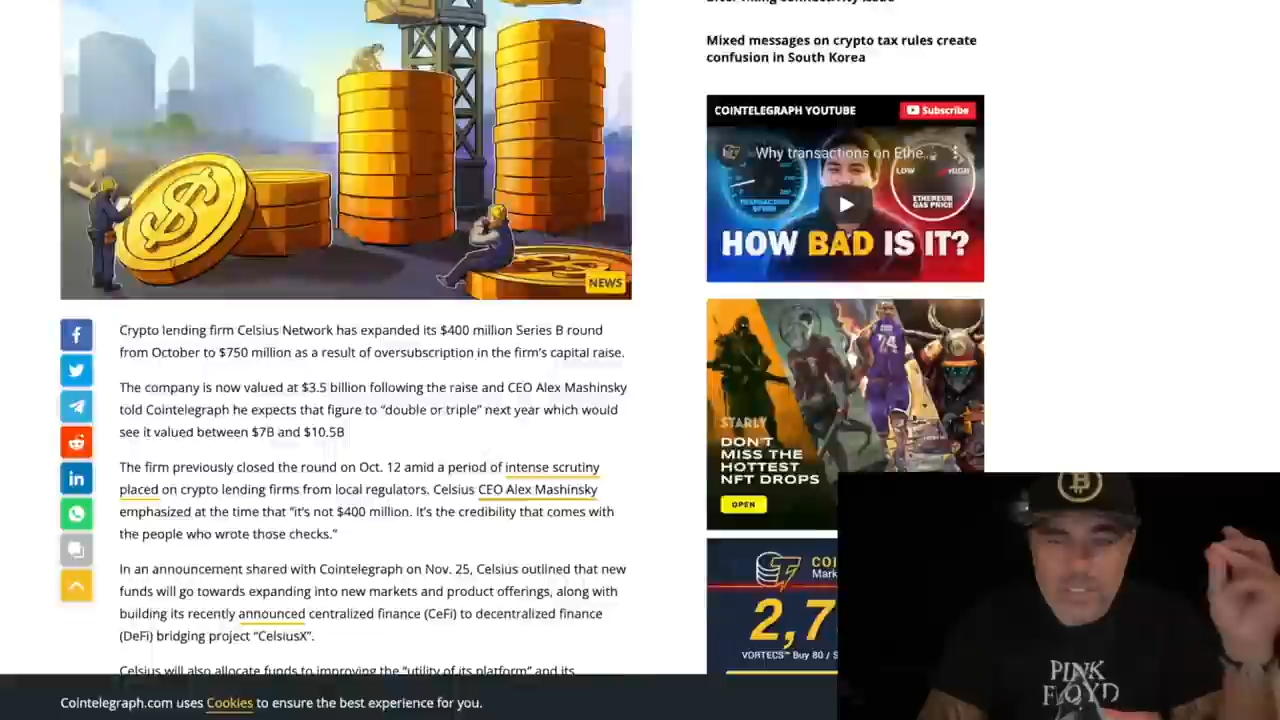 Mixed messages on crypto tax rules create
confusion in South Korea
COINTELEGRAPH YOUTUBE
Subscribe
Why transactions on Ethe...
LOW
HIGH
ETHEREUM
GAS PRICE
TRANSACTION
HOW BAD IS IT?
NEWS
Crypto lending firm Celsius Network has expanded its $400 million Series B round
from October to $750 million as a result of oversubscription in the firm's capital raise.
The company is now valued at $3.5 billion following the raise and CEO Alex Mashinsky
told Cointelegraph he expects that figure to “double or triple” next year which would
see it valued between $7B and $10.5B
The firm previously closed the round on Oct. 12 amid a period of intense scrutiny
placed on crypto lending firms from local regulators. Celsius CEO Alex Mashinsky
emphasized at the time that “it's not $400 million. It's the credibility that comes with
the people who wrote those checks.”
In an announcement shared with Cointelegraph on Nov. 25, Celsius outlined that new
funds will go towards expanding into new markets and product offerings, along with
building its recently announced centralized finance (CeFi) to decentralized finance
(DeFi) bridging project “CelsiusX”.
Celsius will also allocate funds to improving the “utility of its platform” and its
STARLY
DON'T
MISS THE
HOTTEST
NFT DROPS
OPEN
COI
Mark
2,7
VORTECS™ Buy 80 / S
PINK
FLOYD
Cointelegraph.com uses Cookies to ensure the best experience for you.